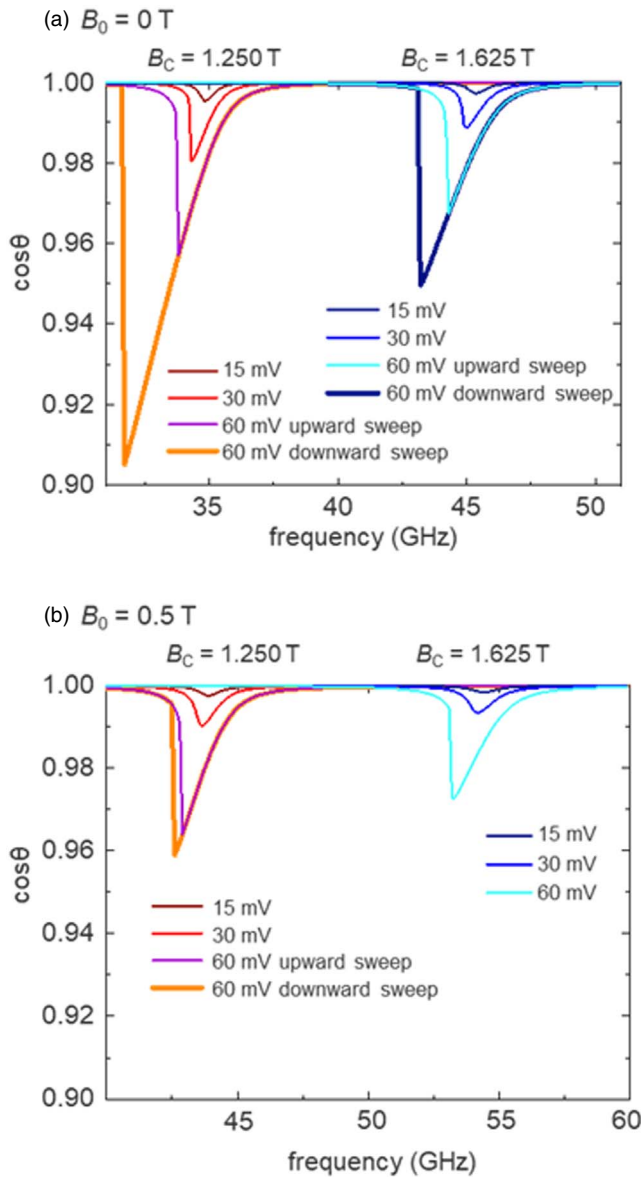 (a) B₀ = 0 T
B_C = 1.250 T B_C = 1.625 T
1.00
0.98
0.96
0.94
0.92
0.90
cosθ
15 mV
30 mV
60 mV upward sweep
60 mV downward sweep
15 mV
30 mV
60 mV upward sweep
60 mV downward sweep
35 40 45 50
frequency (GHz)
(b) B₀ = 0.5 T
B_C = 1.250 T B_C = 1.625 T
1.00
0.98
0.96
0.94
0.92
0.90
cosθ
15 mV
30 mV
60 mV
15 mV
30 mV
60 mV upward sweep
60 mV downward sweep
45 50 55 60
frequency (GHz)